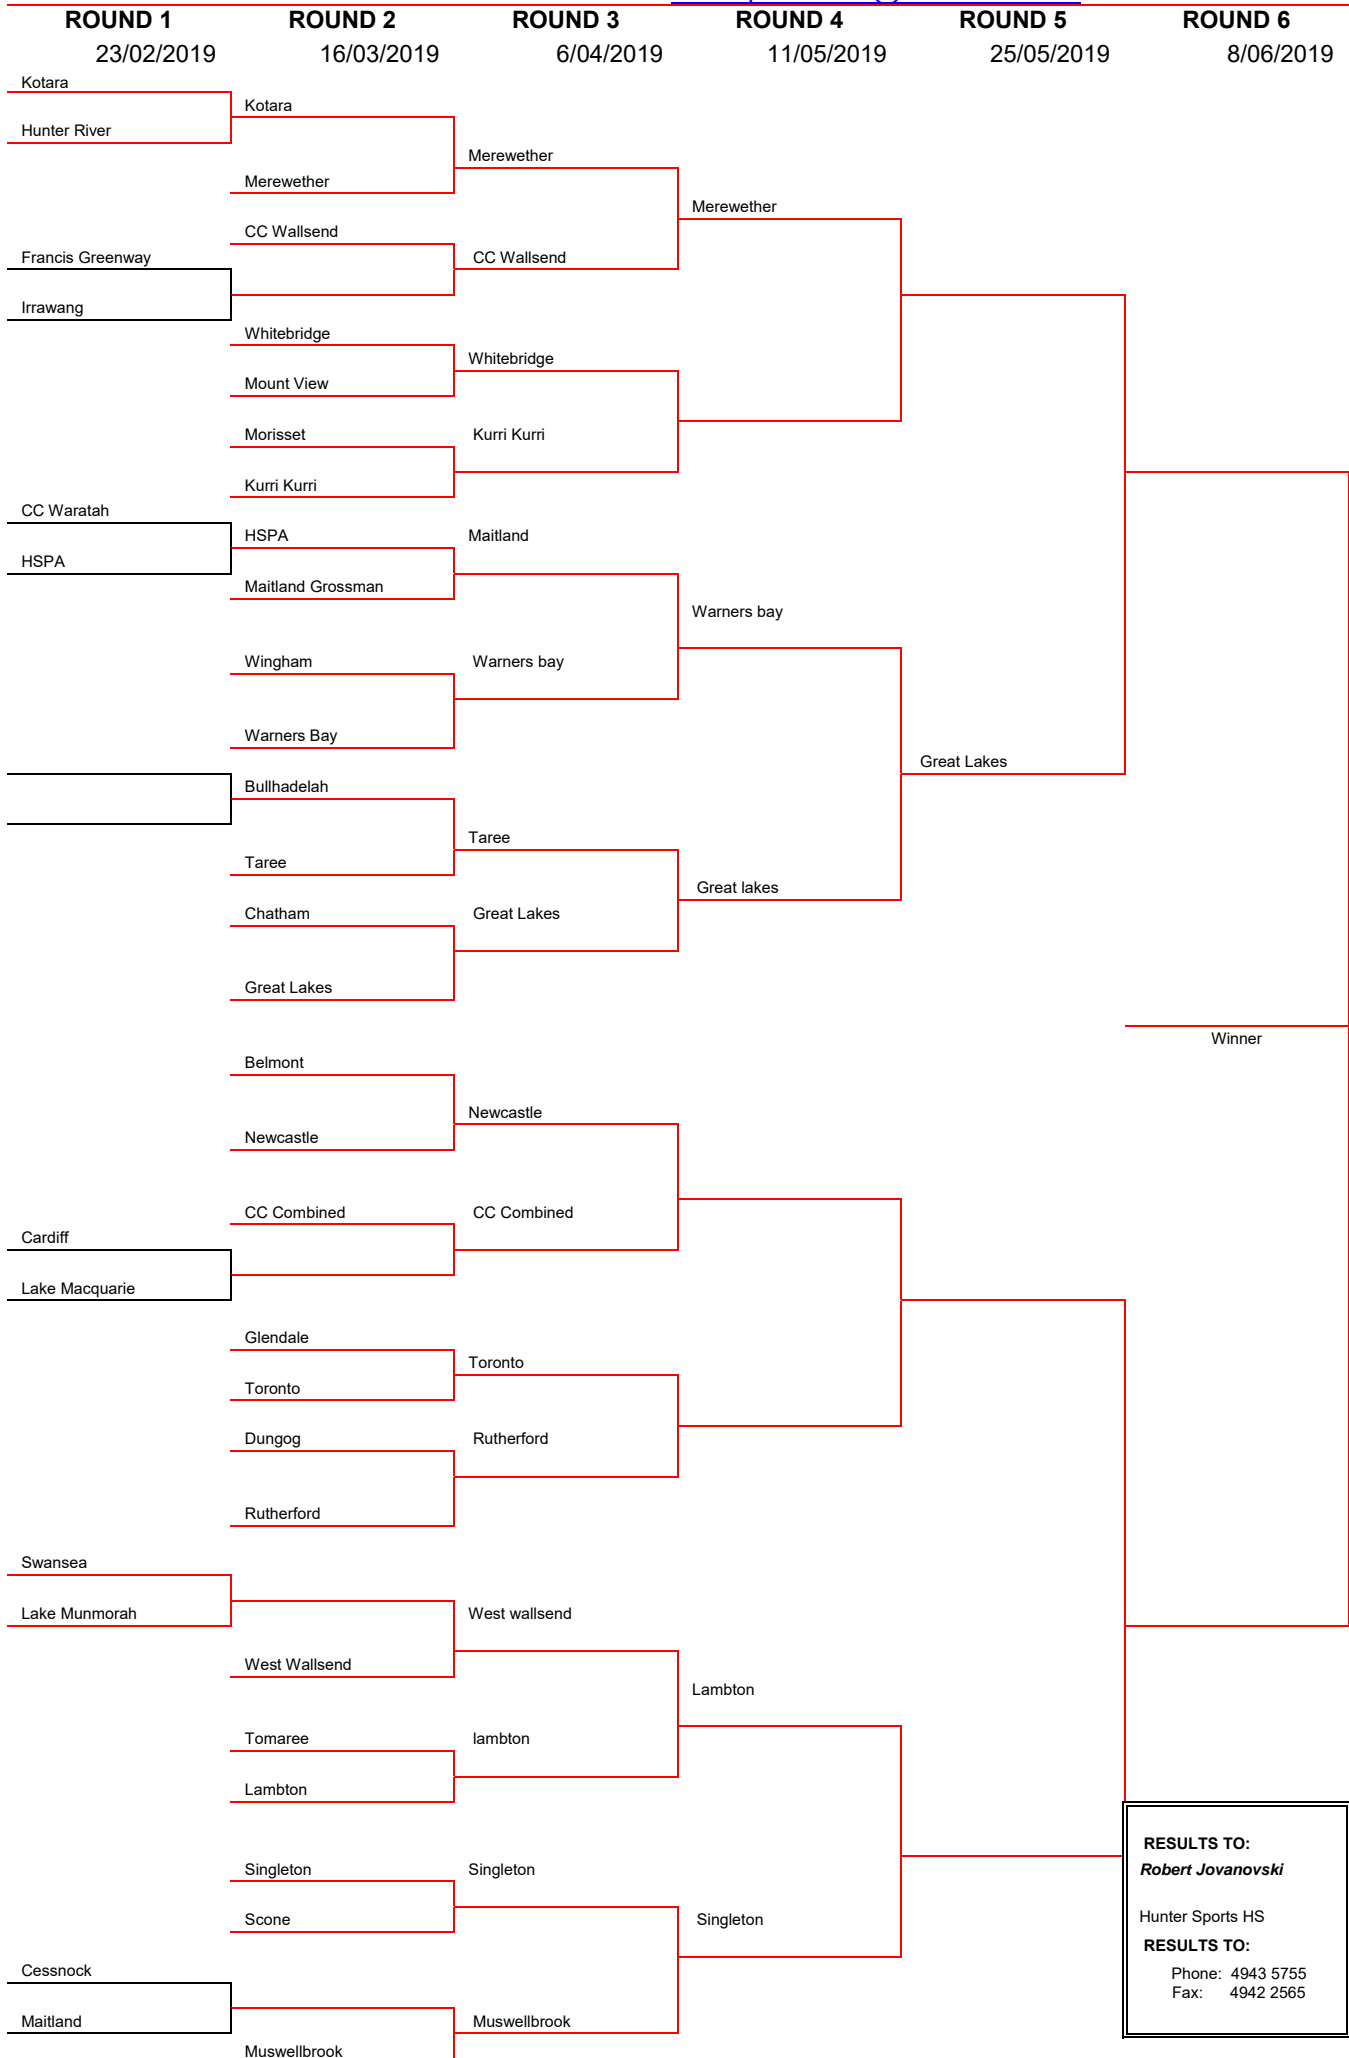 ROUND 1 ROUND 2 ROUND 3 ROUND 4 ROUND 5 ROUND 6
23/02/2019 16/03/2019 6/04/2019 11/05/2019 25/05/2019 8/06/2019
Kotara
Kotara
Hunter River
Merewether
Merewether
Merewether
CC Wallsend
Francis Greenway CC Wallsend
Irrawang
Whitebridge
Whitebridge
Mount View
Morisset Kurri Kurri
Kurri Kurri
CC Waratah
HSPA Maitland
HSPA
Maitland Grossman
Warners bay
Wingham Warners bay
Warners Bay
Great Lakes
Bullhadelah
Taree
Taree
Great lakes
Chatham Great Lakes
Great Lakes
Winner
Belmont
Newcastle
Newcastle
CC Combined CC Combined
Cardiff
Lake Macquarie
Glendale
Toronto
Toronto
Dungog Rutherford
Rutherford
Swansea
Lake Munmorah West wallsend
West Wallsend
Lambton
Tomaree lambton
Lambton
RESULTS TO:
Singleton Singleton Robert Jovanovski
Scone Singleton Hunter Sports HS
RESULTS TO:
Cessnock Phone: 4943 5755
Fax: 4942 2565
Maitland Muswellbrook
Muswellbrook